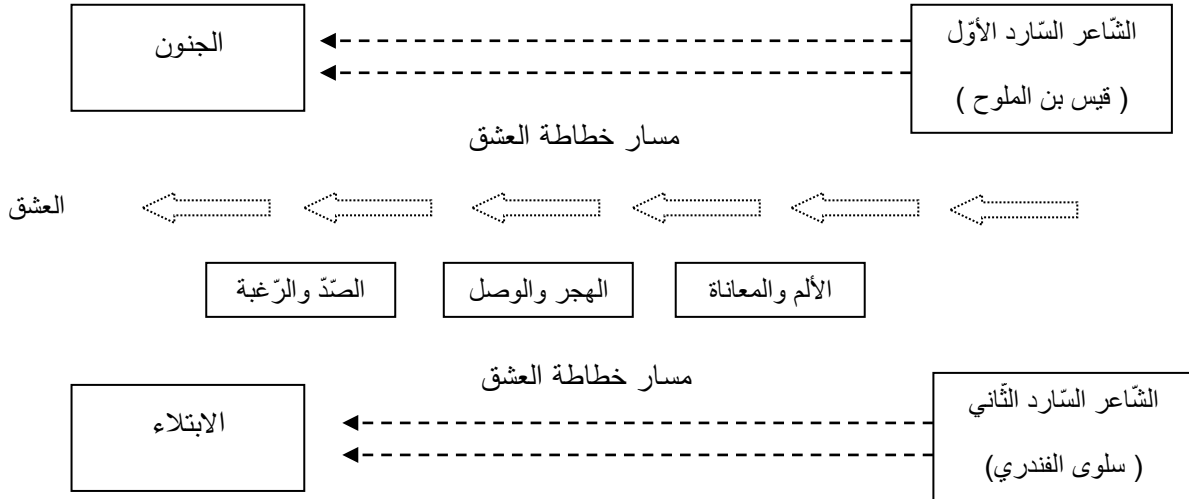 الشّاعر السّارد الأوّل
( قيس بن الملوح )
الجنون
مسار خطاطة العشق
العشق
الألم والمعاناة
الهجر والوصل
الصّدّ والرّغبة
مسار خطاطة العشق
الشّاعر السّارد الثّاني
( سلوى الفندري)
الابتلاء